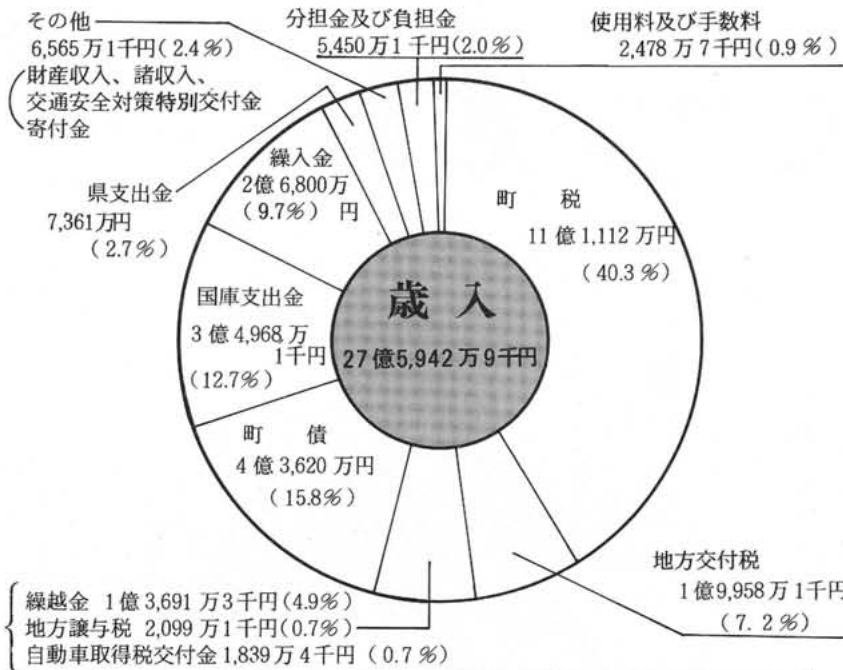 その他
6,565万1千円(2.4%)
財産収入、諸収入、
交通安全対策特別交付金
寄付金
分担金及び負担金
5,450万1千円(2.0%)
使用料及び手数料
2,478万7千円(0.9%)
繰入金
2億6,800万
(9.7%) 円
県支出金
7,361万円
(2.7%)
町 税
11億1,112万円
(40.3%)
国庫支出金
3億4,968万
1千円
(12.7%)
歳入
27億5,942万9千円
町 債
4億3,620万円
(15.8%)
地方交付税
1億9,958万1千円
(7.2%)
繰越金 1億3,691万3千円(4.9%)
地方譲与税 2,099万1千円(0.7%)
自動車取得税交付金1,839万4千円(0.7%)